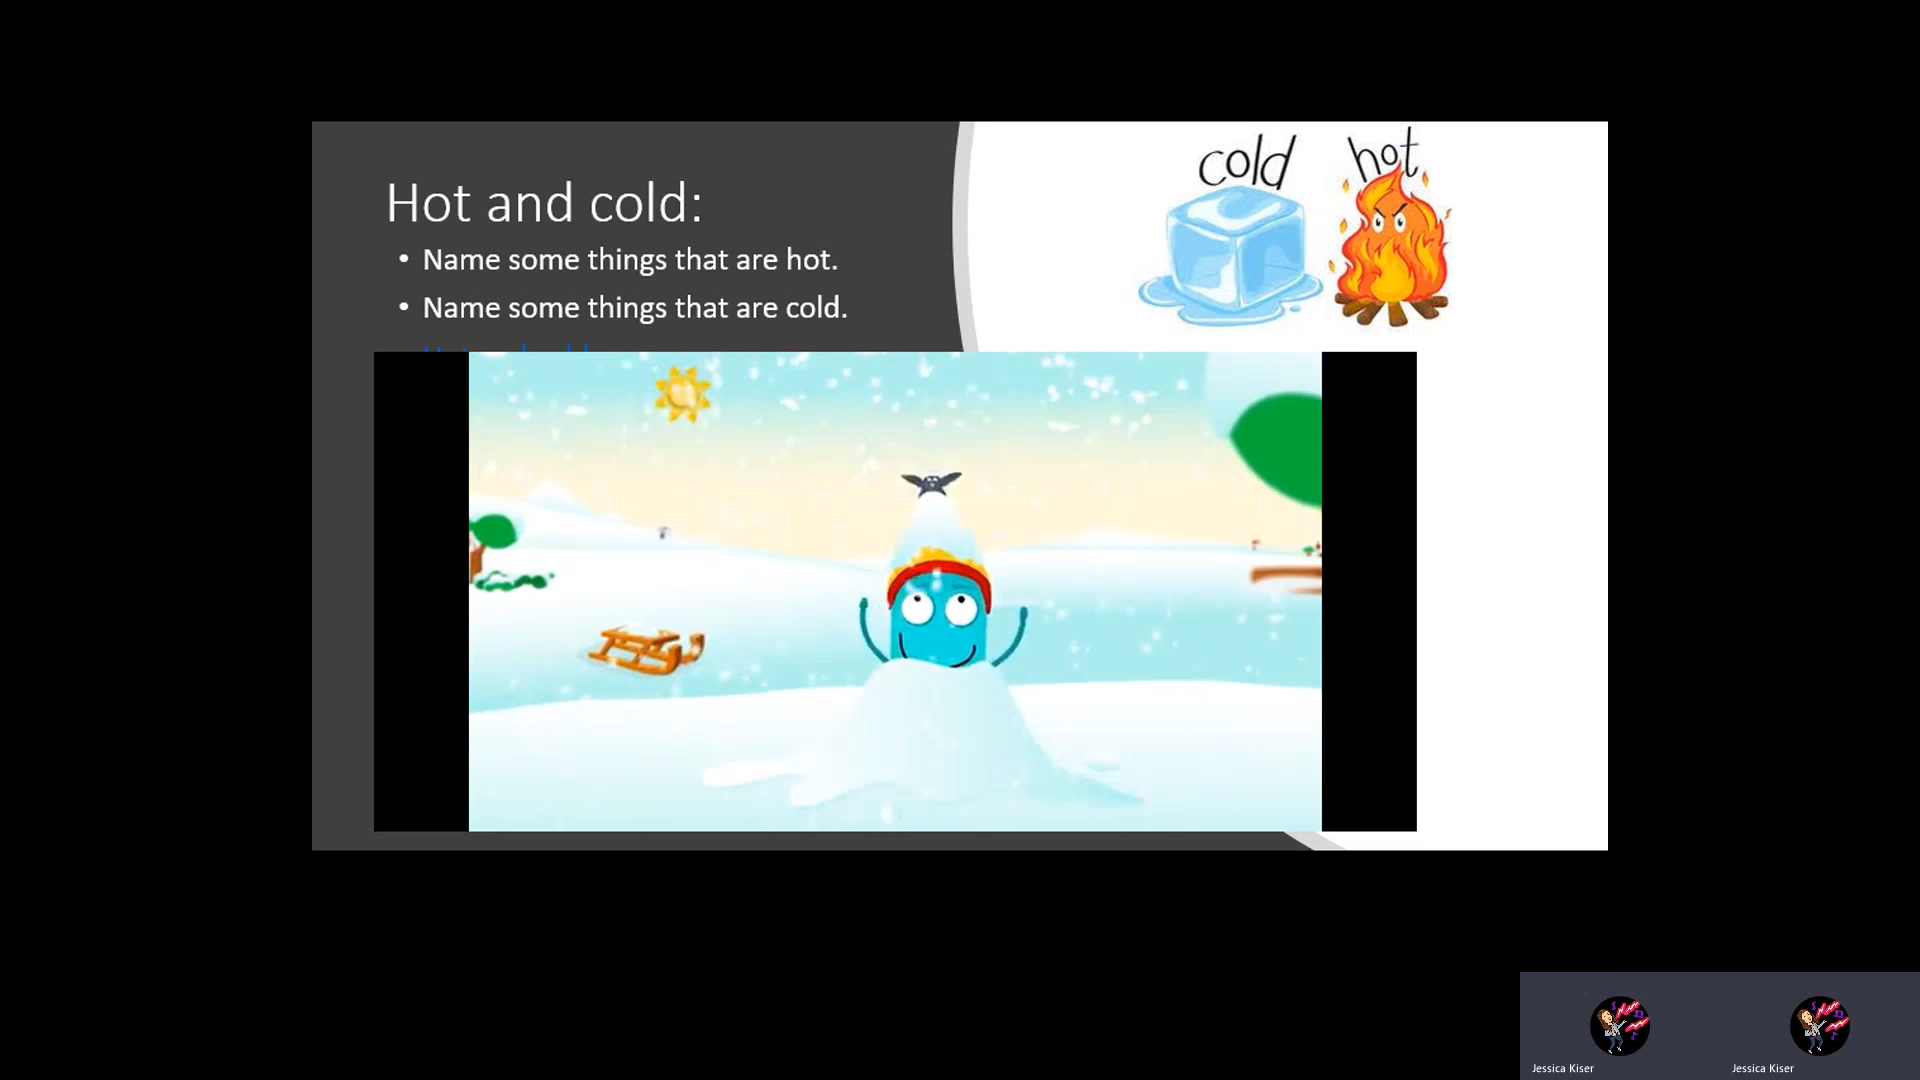 cold hot
Hot and cold:
• Name some things that are hot.
• Name some things that are cold.
Jessica Kiser
Jessica Kiser